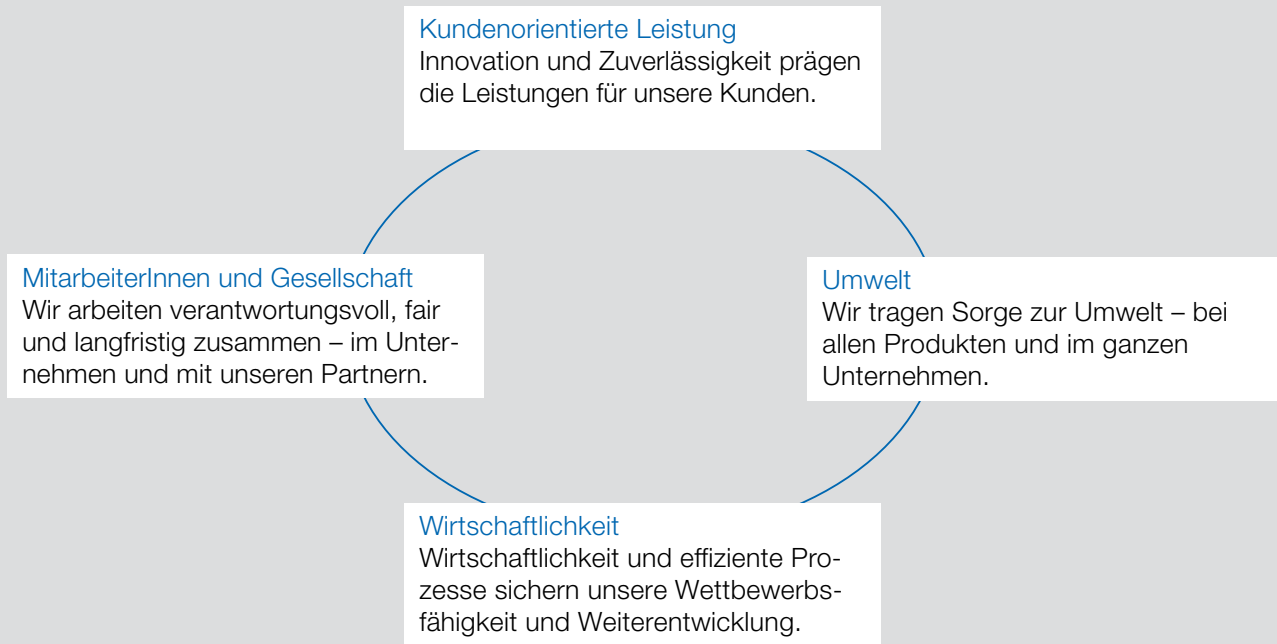 Kundenorientierte Leistung
Innovation und Zuverlässigkeit prägen
die Leistungen für unsere Kunden.
MitarbeiterInnen und Gesellschaft
Wir arbeiten verantwortungsvoll, fair
und langfristig zusammen – im Unter-
nehmen und mit unseren Partnern.
Umwelt
Wir tragen Sorge zur Umwelt – bei
allen Produkten und im ganzen
Unternehmen.
Wirtschaftlichkeit
Wirtschaftlichkeit und effiziente Pro-
zesse sichern unsere Wettbewerbs-
fähigkeit und Weiterentwicklung.